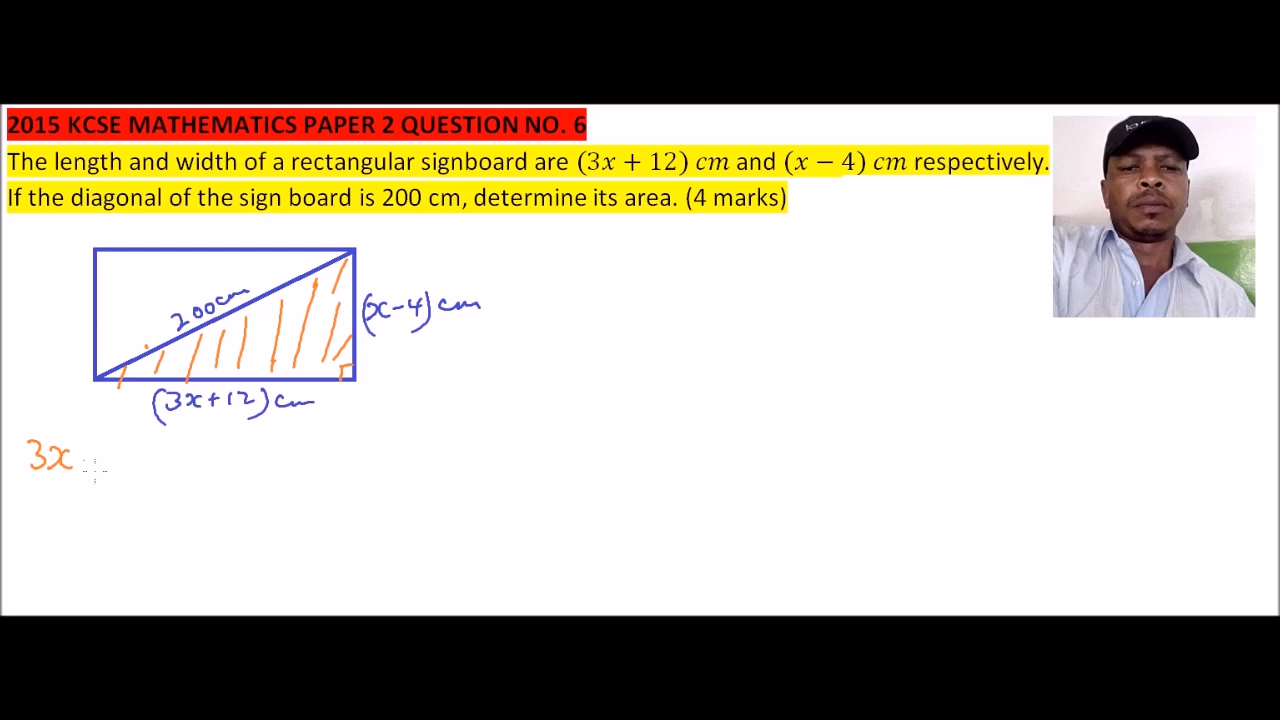 2015 KCSE MATHEMATICS PAPER 2 QUESTION NO. 6
The length and width of a rectangular signboard are (3x + 12) cm and (x − 4) cm respectively.
If the diagonal of the sign board is 200 cm, determine its area. (4 marks)
200cm
(x-4) cm
(3x+12) cm
3x